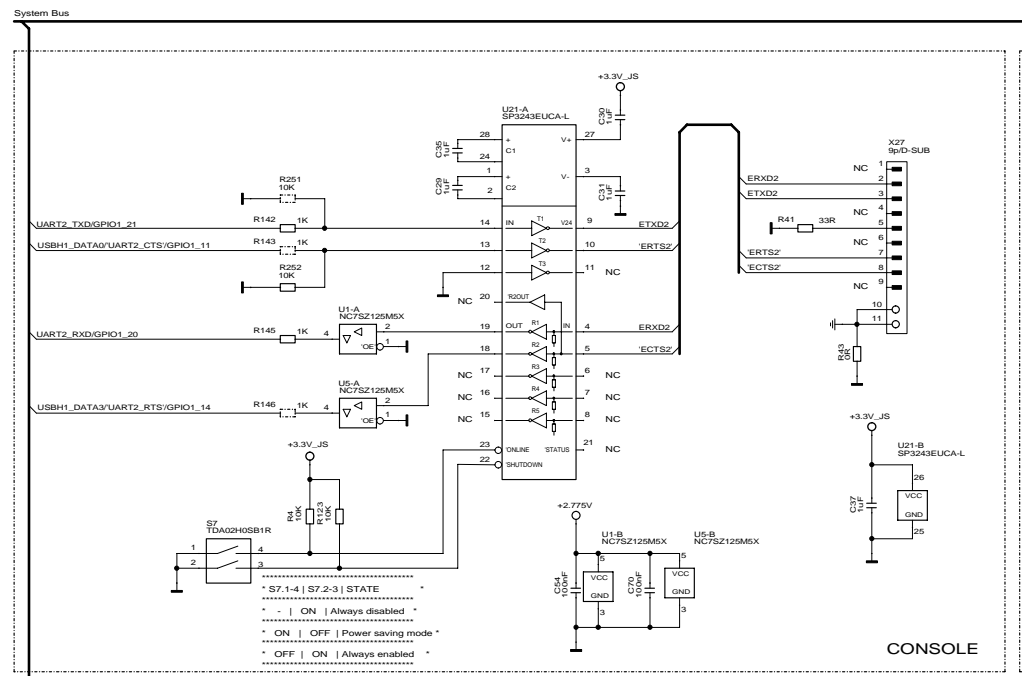 System Bus
+3.3V_JS
C30
1uF
U21-A
SP3243EUCA-L
28
+
V+
27
C35
1uF
C1
24
1
+
V-
3
C29
1uF
C2
2
C31
1uF
X27
9p/D-SUB
NC
1
ERXD2
2
ETXD2
3
NC
4
R41
33R
5
NC
6
'ERTS2'
7
'ECTS2'
8
NC
9
10
11
R43
0R
R251
10K
UART2_TXD/GPIO1_21
R142
1K
14
IN
T1
V24
9
ETXD2
USBH1_DATA0/'UART2_CTS'/GPIO1_11
R143
1K
13
T2
10
'ERTS2'
R252
10K
12
T3
11
NC
NC
20
'R2OUT
U1-A
NC7SZ125M5X
UART2_RXD/GPIO1_20
R145
1K
4
2
'OE'
1
19
OUT
R1
IN
4
ERXD2
18
R2
5
'ECTS2'
NC
17
R3
6
NC
NC
16
R4
7
NC
NC
15
R5
8
NC
U5-A
NC7SZ125M5X
USBH1_DATA3/'UART2_RTS'/GPIO1_14
R146
1K
4
2
'OE'
1
23
'ONLINE
'STATUS
21
NC
22
'SHUTDOWN
+3.3V_JS
R4
10K
R123
10K
S7
TDA02H0SB1R
1
4
2
3
*******************************************
* S7.1-4 | S7.2-3 | STATE *
*******************************************
* - | ON | Always disabled *
*******************************************
* ON | OFF | Power saving mode *
*******************************************
* OFF | ON | Always enabled *
*******************************************
+2.775V
C54
100nF
U1-B
NC7SZ125M5X
5
VCC
GND
3
C70
100nF
U5-B
NC7SZ125M5X
5
VCC
GND
3
+3.3V_JS
C37
1uF
U21-B
SP3243EUCA-L
26
VCC
GND
25
CONSOLE